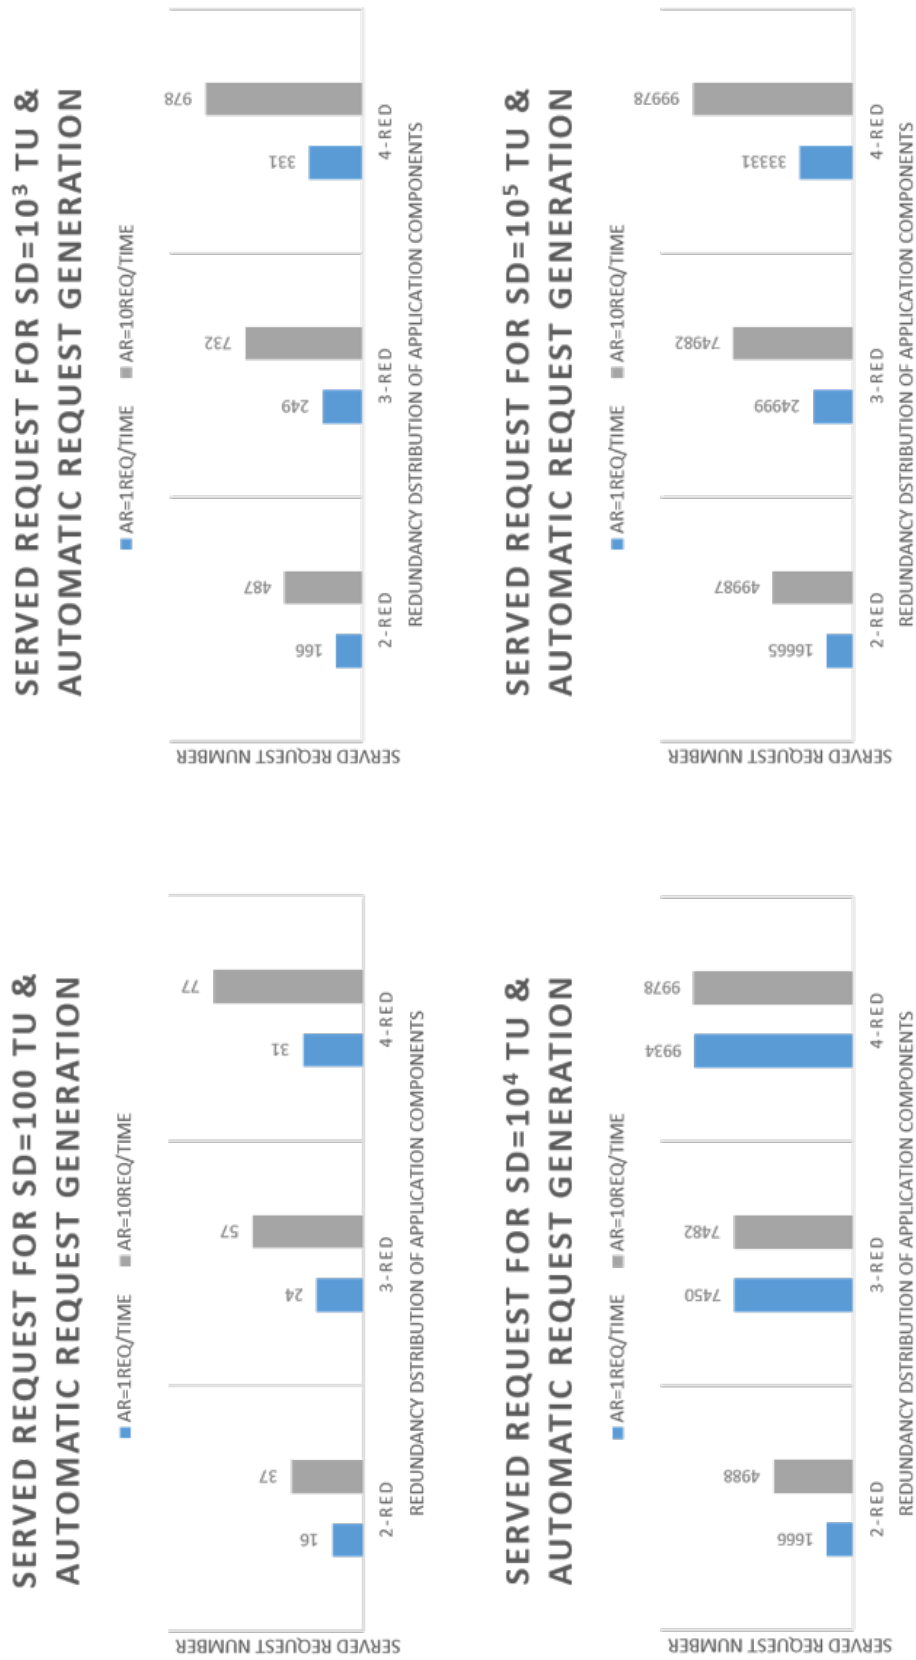 SERVED REQUEST FOR SD=100 TU &
AUTOMATIC REQUEST GENERATION
AR=1REQ/TIME AR=10REQ/TIME
SERVED REQUEST NUMBER
16
37
24
57
31
77
2-RED 3-RED 4-RED
REDUNDANCY DSTRIBUTION OF APPLICATION COMPONENTS
SERVED REQUEST FOR SD=10³ TU &
AUTOMATIC REQUEST GENERATION
AR=1REQ/TIME AR=10REQ/TIME
SERVED REQUEST NUMBER
166
487
249
732
331
978
2-RED 3-RED 4-RED
REDUNDANCY DSTRIBUTION OF APPLICATION COMPONENTS
SERVED REQUEST FOR SD=10⁴ TU &
AUTOMATIC REQUEST GENERATION
AR=1REQ/TIME AR=10REQ/TIME
SERVED REQUEST NUMBER
1666
4988
7450
7482
9934
9978
2-RED 3-RED 4-RED
REDUNDANCY DSTRIBUTION OF APPLICATION COMPONENTS
SERVED REQUEST FOR SD=10⁵ TU &
AUTOMATIC REQUEST GENERATION
AR=1REQ/TIME AR=10REQ/TIME
SERVED REQUEST NUMBER
16665
49987
24999
74982
33331
99978
2-RED 3-RED 4-RED
REDUNDANCY DSTRIBUTION OF APPLICATION COMPONENTS